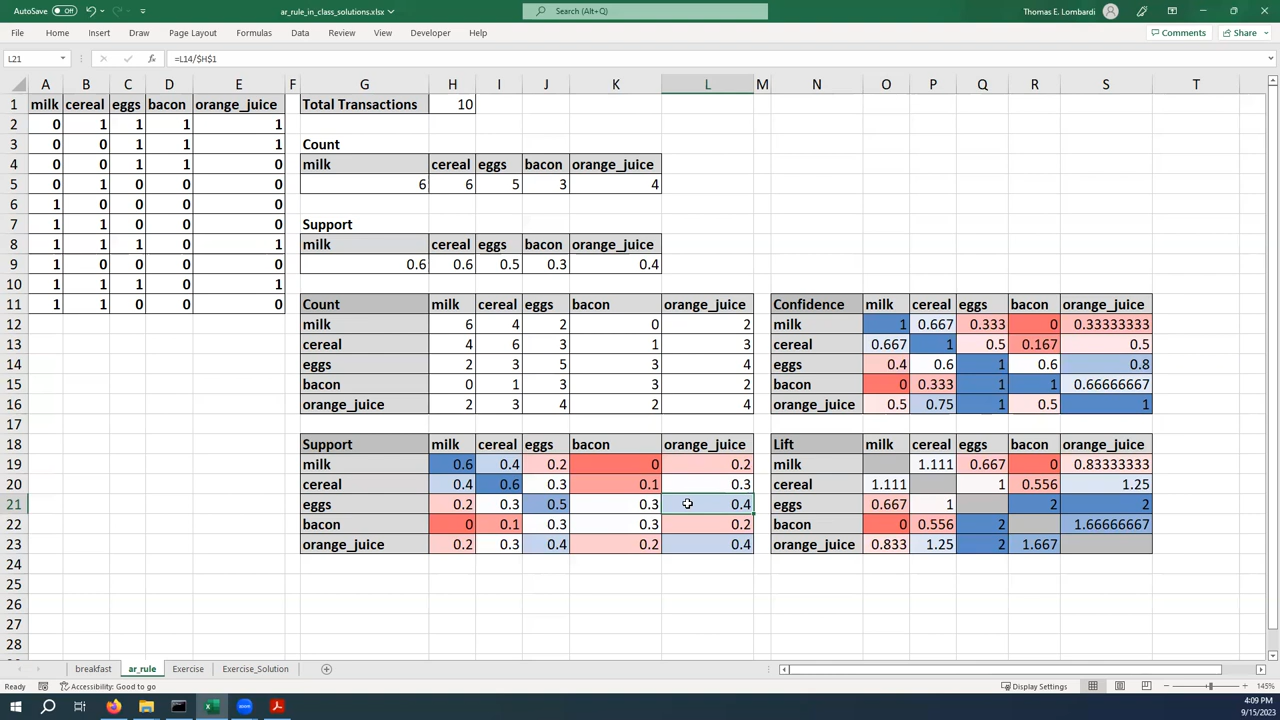 AutoSave Off ar_rule_in_class_solutions.xlsx Search (Alt+Q) Thomas E. Lombardi
File Home Insert Draw Page Layout Formulas Data Review View Developer Help Comments Share
L21 fx =L14/$H$1
A B C D E F G H I J K L M N O P Q R S T
1 milk cereal eggs bacon orange_juice Total Transactions 10
2 0 1 1 1 1
3 0 0 1 1 1 Count
4 0 0 1 1 0 milk cereal eggs bacon orange_juice
5 0 1 0 0 0 6 6 5 3 4
6 1 0 0 0 0
7 1 1 0 0 0 Support
8 1 1 1 0 1 milk cereal eggs bacon orange_juice
9 1 0 0 0 0 0.6 0.6 0.5 0.3 0.4
10 1 1 1 0 1
11 1 1 0 0 0 Count milk cereal eggs bacon orange_juice Confidence milk cereal eggs bacon orange_juice
12 milk 6 4 2 0 2 milk 1 0.667 0.333 0 0.33333333
13 cereal 4 6 3 1 3 cereal 0.667 1 0.5 0.167 0.5
14 eggs 2 3 5 3 4 eggs 0.4 0.6 1 0.6 0.8
15 bacon 0 1 3 3 2 bacon 0 0.333 1 1 0.66666667
16 orange_juice 2 3 4 2 4 orange_juice 0.5 0.75 1 0.5 1
17
18 Support milk cereal eggs bacon orange_juice Lift milk cereal eggs bacon orange_juice
19 milk 0.6 0.4 0.2 0 0.2 milk 1.111 0.667 0 0.83333333
20 cereal 0.4 0.6 0.3 0.1 0.3 cereal 1.111 1 0.556 1.25
21 eggs 0.2 0.3 0.5 0.3 0.4 eggs 0.667 1 2 2
22 bacon 0 0.1 0.3 0.3 0.2 bacon 0 0.556 2 1.66666667
23 orange_juice 0.2 0.3 0.4 0.2 0.4 orange_juice 0.833 1.25 2 1.667
24
25
26
27
28
breakfast ar_rule Exercise Exercise_Solution
Ready Accessibility: Good to go Display Settings 145%
4:09 PM
9/15/2023